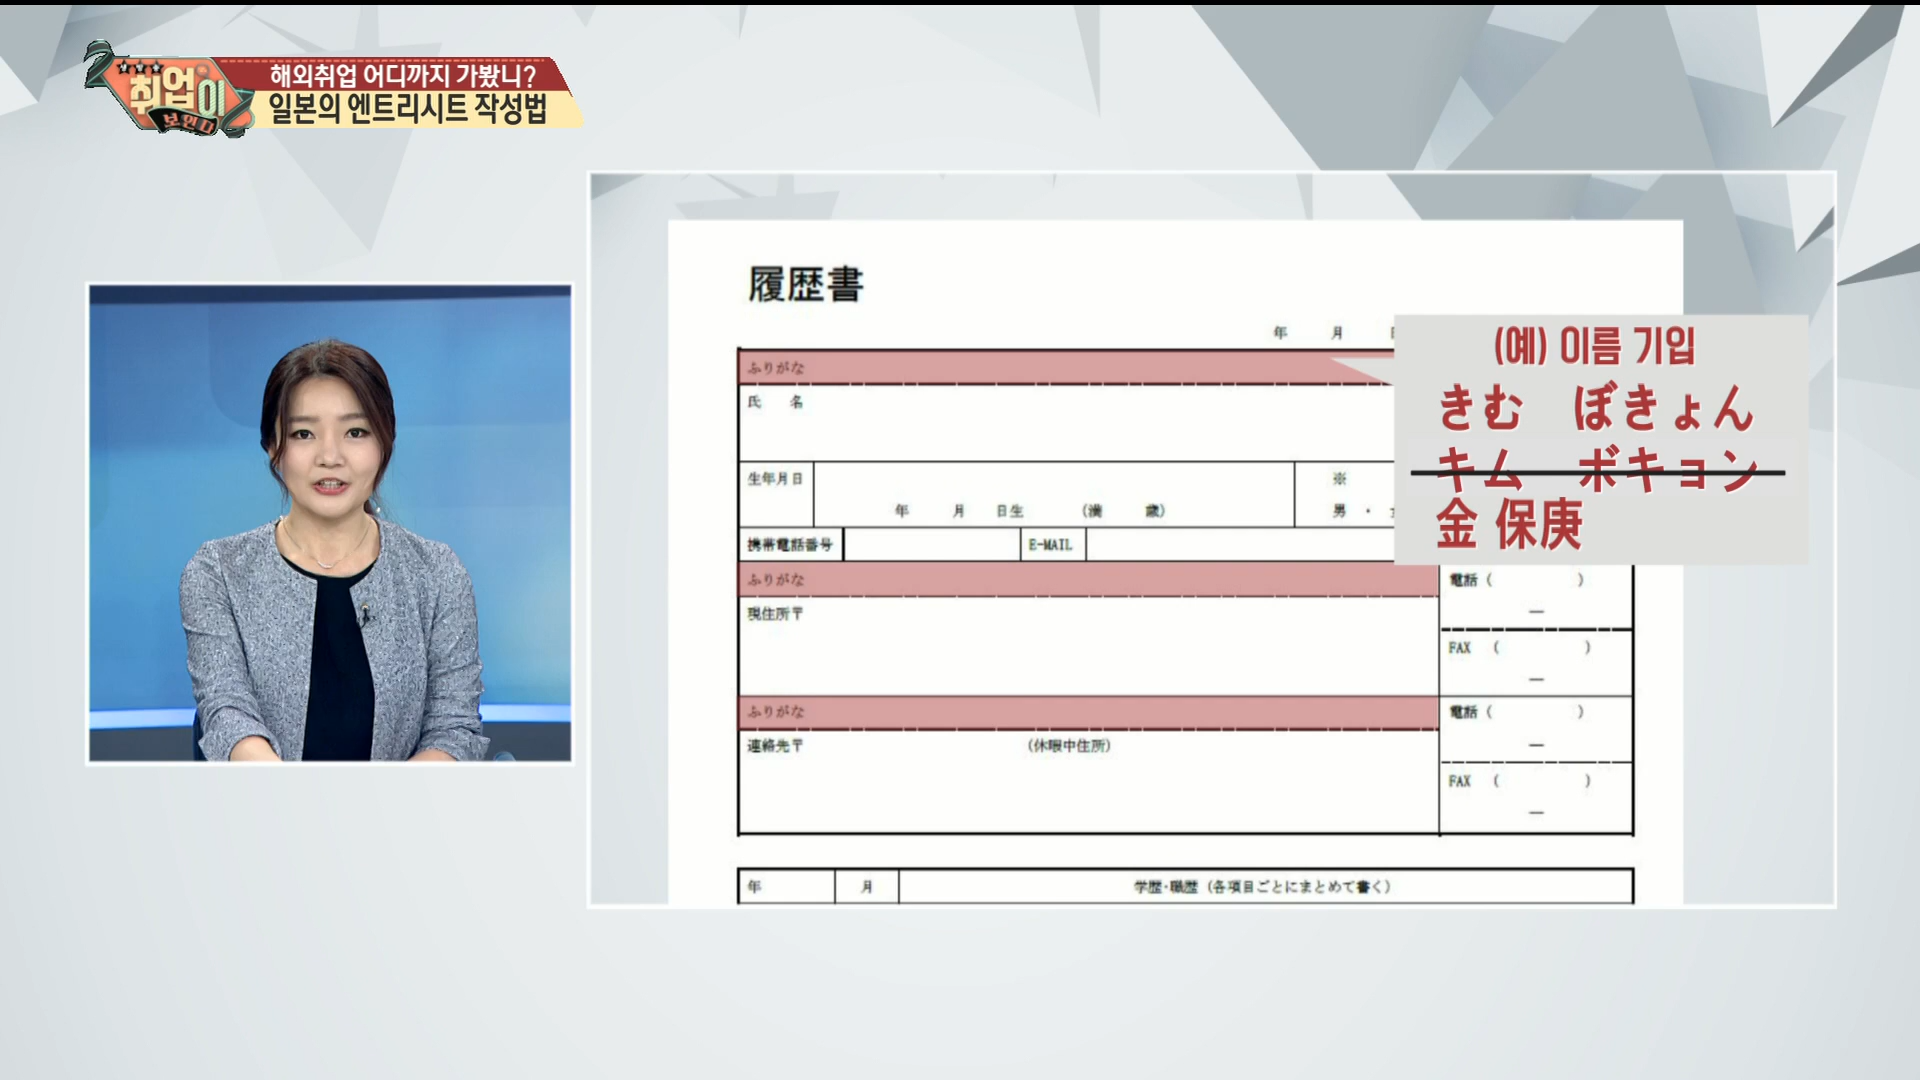 취업이
보인다
해외취업 어디까지 가봤니?
일본의 엔트리시트 작성법
履歴書
年 月
ふりがな
氏 名
(예) 이름 기입
きむ ぼきょん
キム ボキョン
金 保庚
生年月日
年 月 日生 (満 歳)
※
男 ・
携帯電話番号
E-MAIL
ふりがな
電話 ( )
現住所〒
—
FAX ( )
—
ふりがな
電話 ( )
連絡先〒 (休暇中住所)
—
FAX ( )
—
年 月 学歴・職歴 (各項目ごとにまとめて書く)